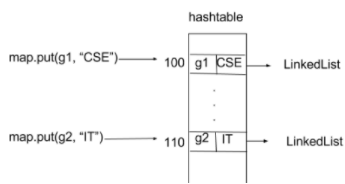 hashtable
map.put(g1, "CSE") 100 g1 CSE LinkedList
map.put(g2, "IT") 110 g2 IT LinkedList